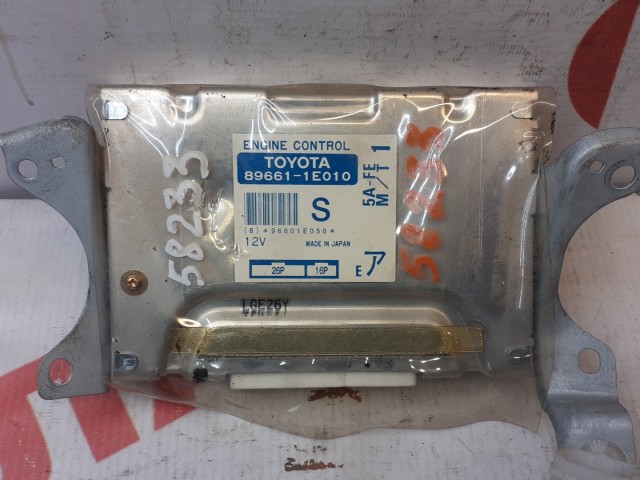 ENGINE CONTROL
TOYOTA
89661-1E010
5A-FE 1
M/T
S
(8) *96601E050*
12V
MADE IN JAPAN
26P 16P
E ア
58233
58233
LGE26Y